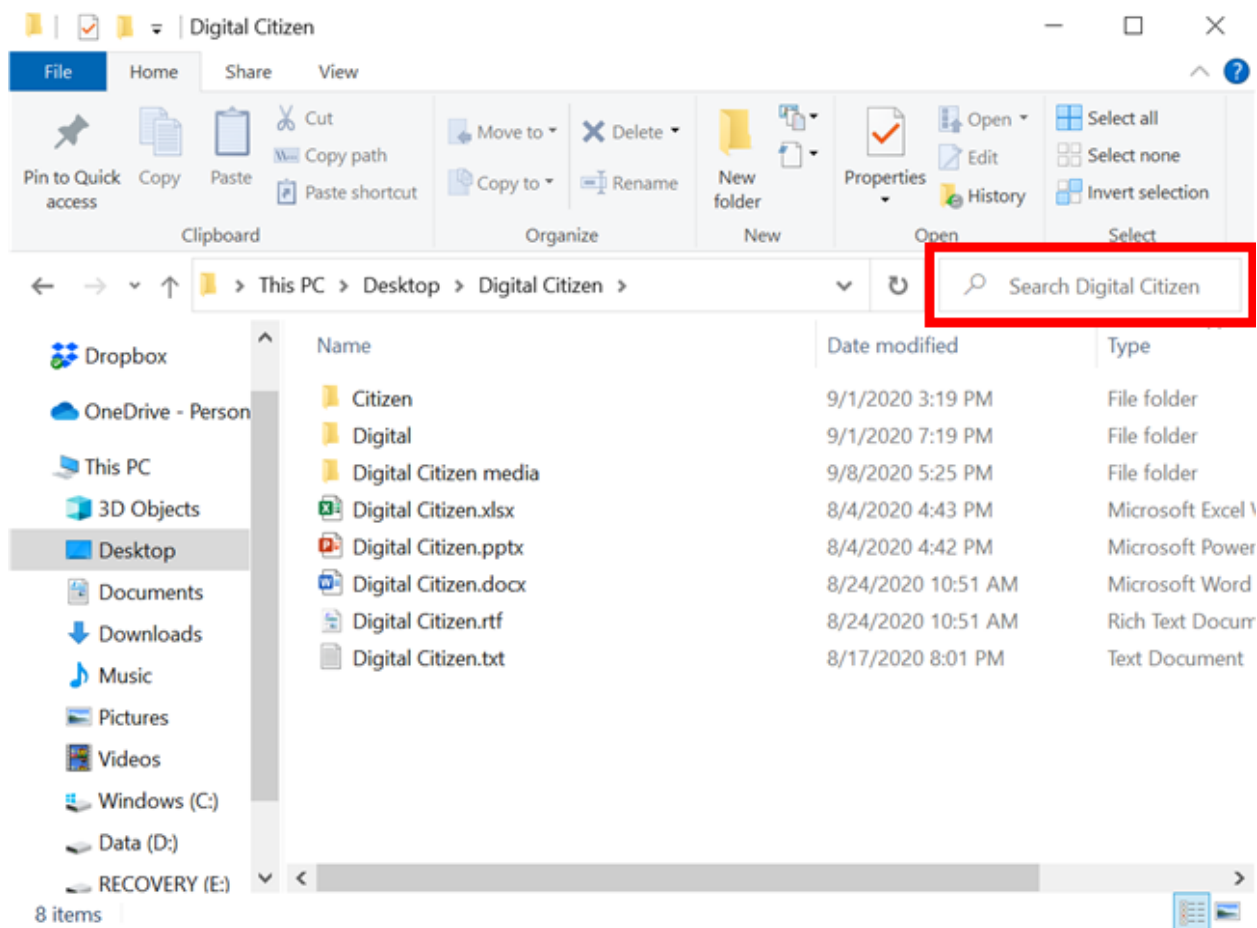 Digital Citizen
File Home Share View
Pin to Quick access
Copy
Paste
Cut
Copy path
Paste shortcut
Clipboard
Move to
Copy to
Delete
Rename
Organize
New folder
New
Properties
Open
Edit
History
Open
Select all
Select none
Invert selection
Select
This PC > Desktop > Digital Citizen >
Search Digital Citizen
Dropbox
OneDrive - Person
This PC
3D Objects
Desktop
Documents
Downloads
Music
Pictures
Videos
Windows (C:)
Data (D:)
RECOVERY (E:)
Name Date modified Type
Citizen 9/1/2020 3:19 PM File folder
Digital 9/1/2020 7:19 PM File folder
Digital Citizen media 9/8/2020 5:25 PM File folder
Digital Citizen.xlsx 8/4/2020 4:43 PM Microsoft Excel
Digital Citizen.pptx 8/4/2020 4:42 PM Microsoft Power
Digital Citizen.docx 8/24/2020 10:51 AM Microsoft Word
Digital Citizen.rtf 8/24/2020 10:51 AM Rich Text Docum
Digital Citizen.txt 8/17/2020 8:01 PM Text Document
8 items